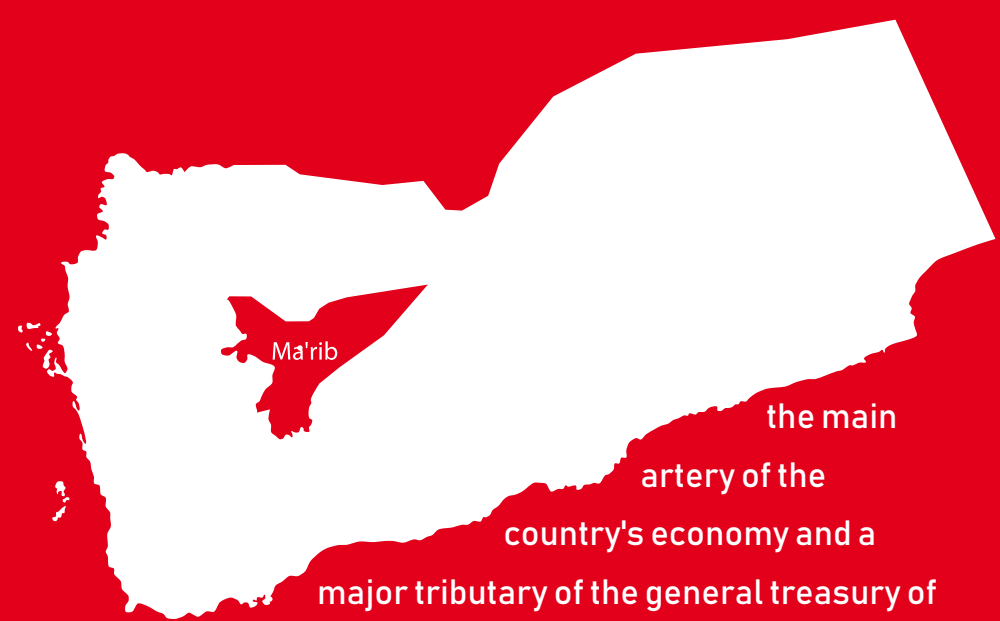 Ma'rib
the main
artery of the
country's economy and a
major tributary of the general treasury of